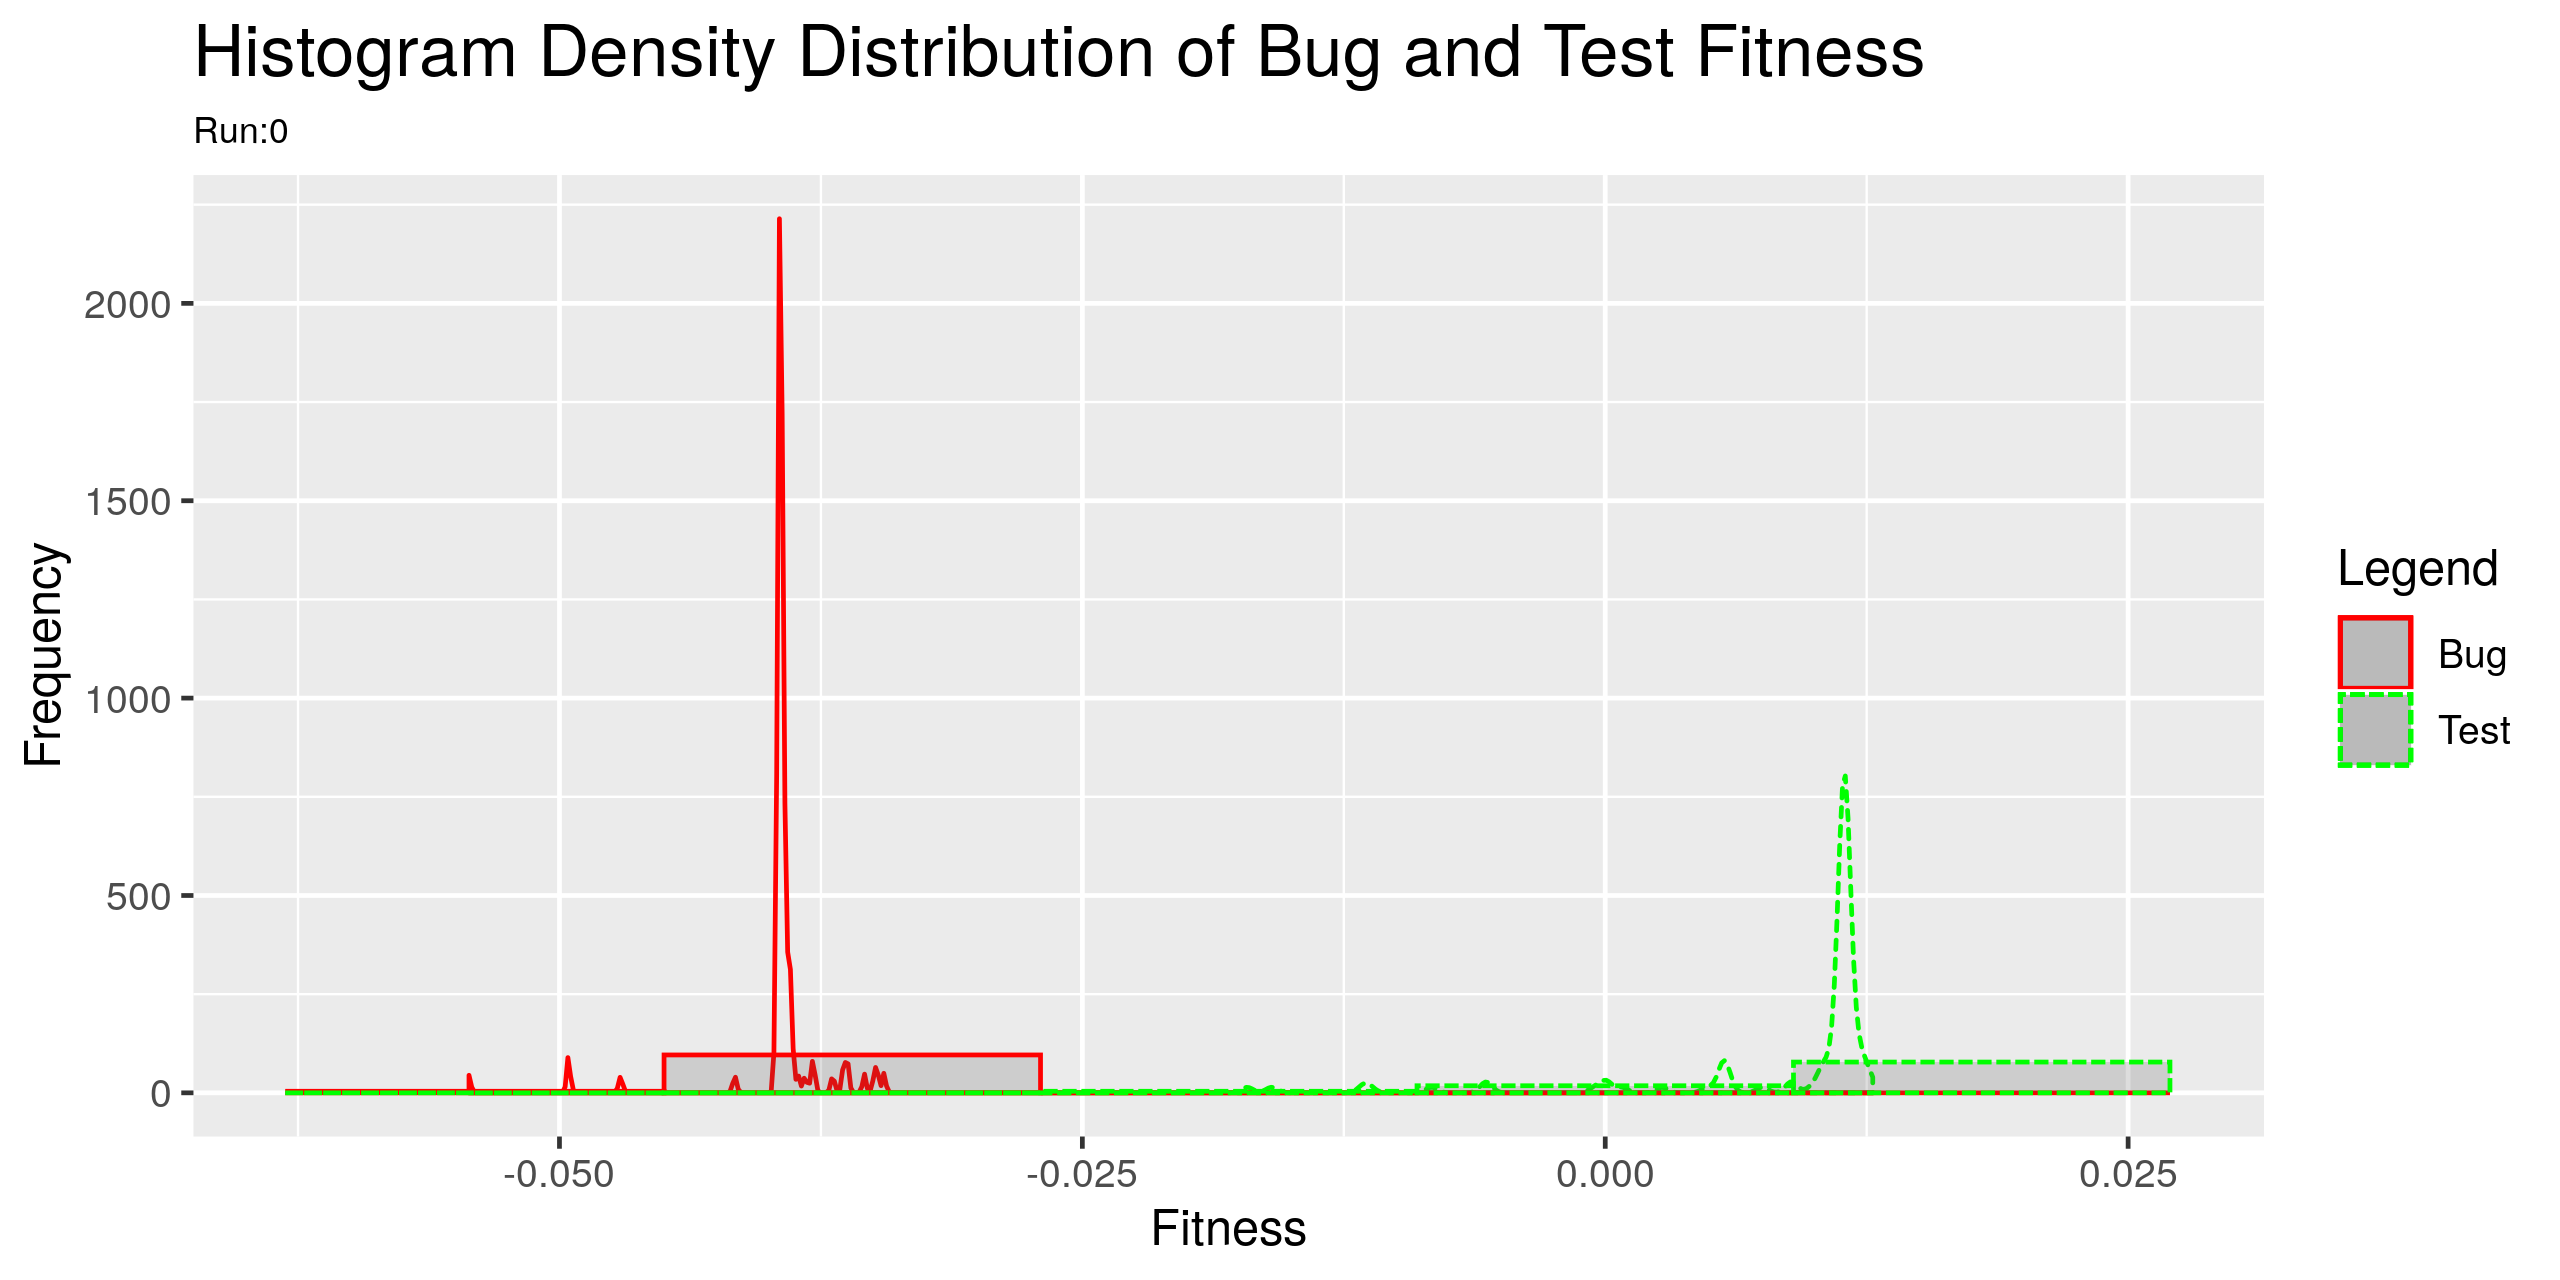 Histogram Density Distribution of Bug and Test Fitness
Run:0
Frequency
2000
1500
1000
500
0
-0.050
-0.025
0.000
0.025
Fitness
Legend
Bug
Test